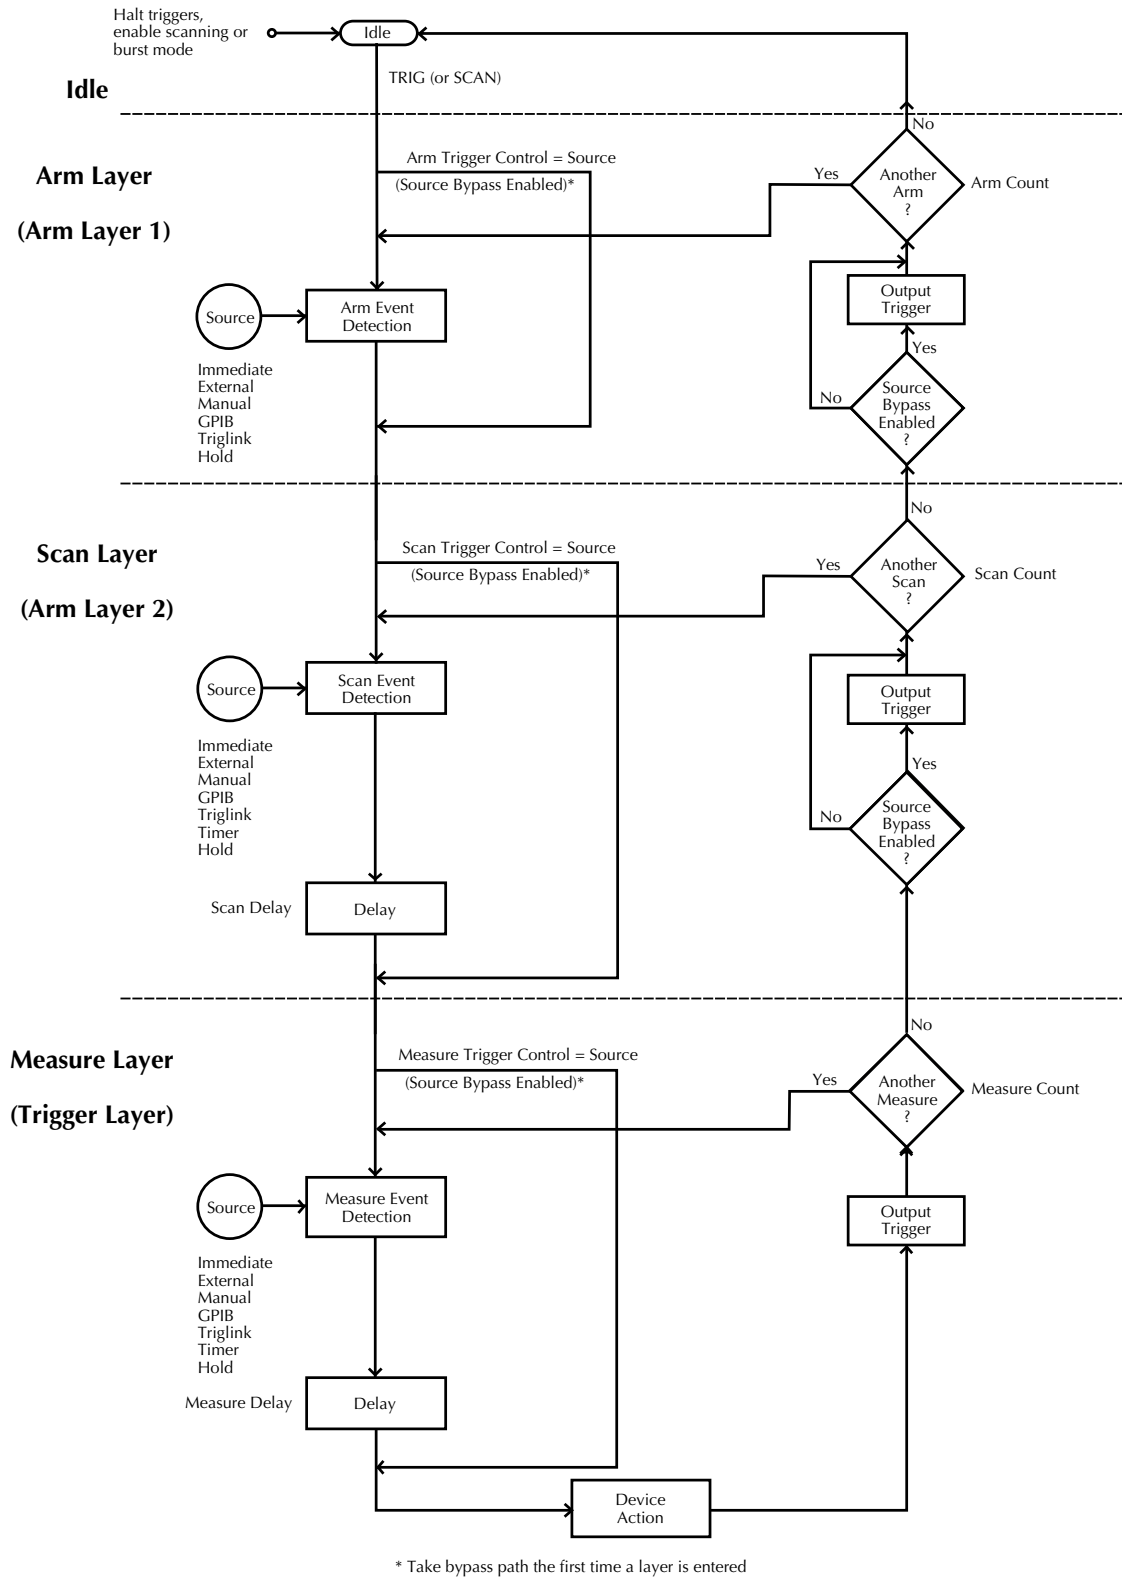 Halt triggers,
enable scanning or
burst mode
Idle
TRIG (or SCAN)
Idle
No
Arm Layer
(Arm Layer 1)
Arm Trigger Control = Source
(Source Bypass Enabled)*
Yes
Another
Arm
?
Arm Count
Output
Trigger
Source
Arm Event
Detection
Yes
Immediate
External
Manual
GPIB
Triglink
Hold
No
Source
Bypass
Enabled
?
No
Scan Layer
(Arm Layer 2)
Scan Trigger Control = Source
(Source Bypass Enabled)*
Yes
Another
Scan
?
Scan Count
Source
Scan Event
Detection
Output
Trigger
Immediate
External
Manual
GPIB
Triglink
Timer
Hold
Yes
No
Source
Bypass
Enabled
?
Scan Delay
Delay
No
Measure Layer
(Trigger Layer)
Measure Trigger Control = Source
(Source Bypass Enabled)*
Yes
Another
Measure
?
Measure Count
Source
Measure Event
Detection
Output
Trigger
Immediate
External
Manual
GPIB
Triglink
Timer
Hold
Measure Delay
Delay
Device
Action
* Take bypass path the first time a layer is entered